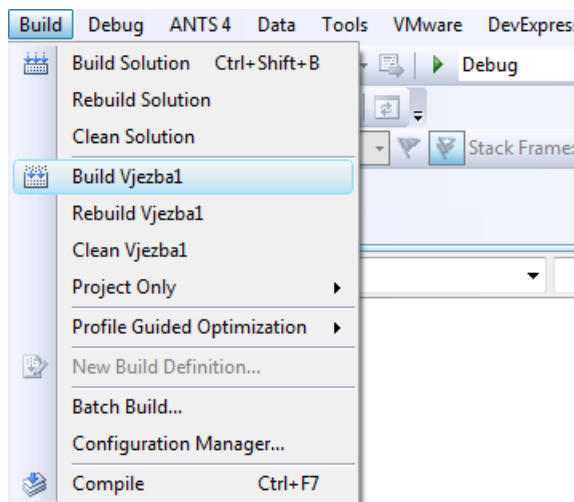 Build Debug ANTS 4 Data Tools VMware DevExpres
Build Solution Ctrl+Shift+B
Debug
Rebuild Solution
Clean Solution
Stack Frame:
Build Vjezba1
Rebuild Vjezba1
Clean Vjezba1
Project Only
Profile Guided Optimization
New Build Definition...
Batch Build...
Configuration Manager...
Compile Ctrl+F7